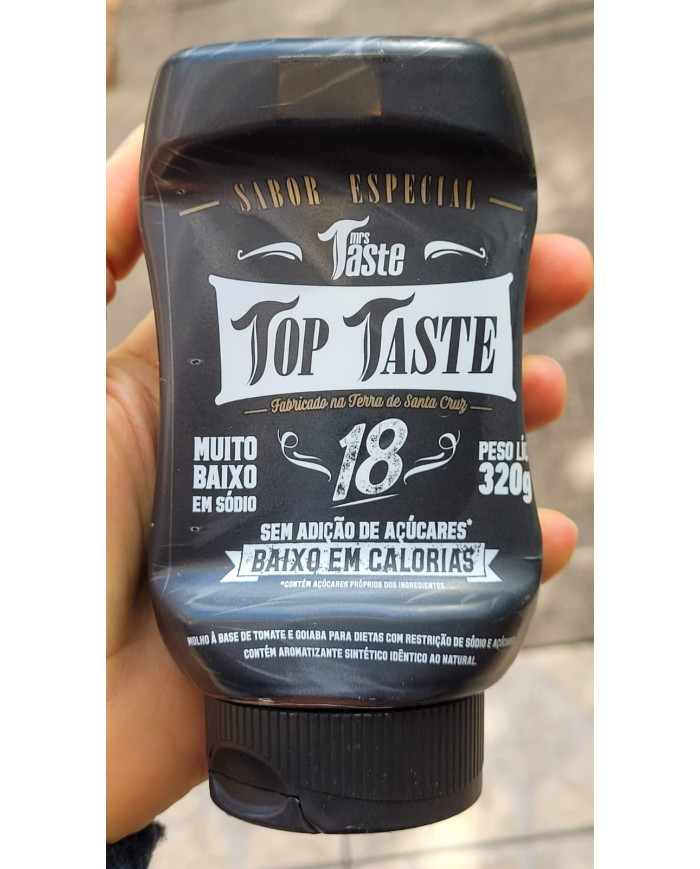 SABOR ESPECIAL
mrs
Taste
TOP TASTE
Fabricado na Terra de Santa Cruz
18
MUITO
BAIXO
EM SÓDIO
PESO LÍQ
320g
SEM ADIÇÃO DE AÇÚCARES*
BAIXO EM CALORIAS
*CONTÉM AÇÚCARES PRÓPRIOS DOS INGREDIENTES.
MOLHO À BASE DE TOMATE E GOIABA PARA DIETAS COM RESTRIÇÃO DE SÓDIO E
CONTÉM AROMATIZANTE SINTÉTICO IDÊNTICO AO NATURAL.